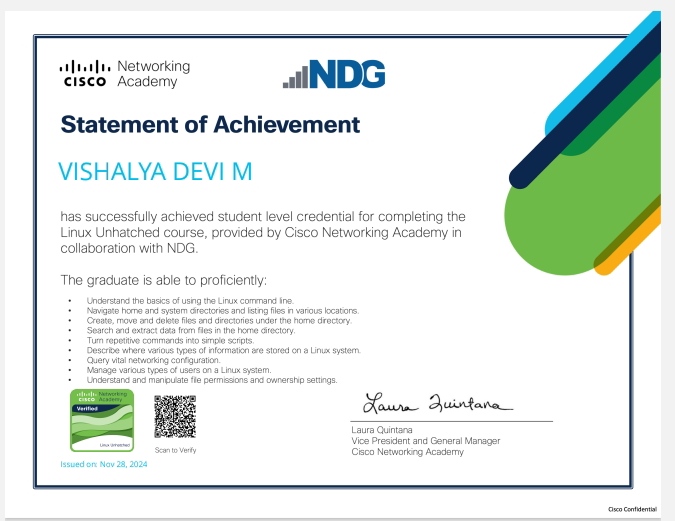 CISCO Networking Academy
NDG
Statement of Achievement
VISHALYA DEVI M
has successfully achieved student level credential for completing the
Linux Unhatched course, provided by Cisco Networking Academy in
collaboration with NDG.
The graduate is able to proficiently:
• Understand the basics of using the Linux command line.
• Navigate home and system directories and listing files in various locations.
• Create, move and delete files and directories under the home directory.
• Search and extract data from files in the home directory.
• Turn repetitive commands into simple scripts.
• Describe where various types of information are stored on a Linux system.
• Query vital networking configuration.
• Manage various types of users on a Linux system.
• Understand and manipulate file permissions and ownership settings.
CISCO Networking Academy
Verified
Linux Unhatched
Scan to Verify
Issued on: Nov 28, 2024
Laura Quintana
Laura Quintana
Vice President and General Manager
Cisco Networking Academy
Cisco Confidential